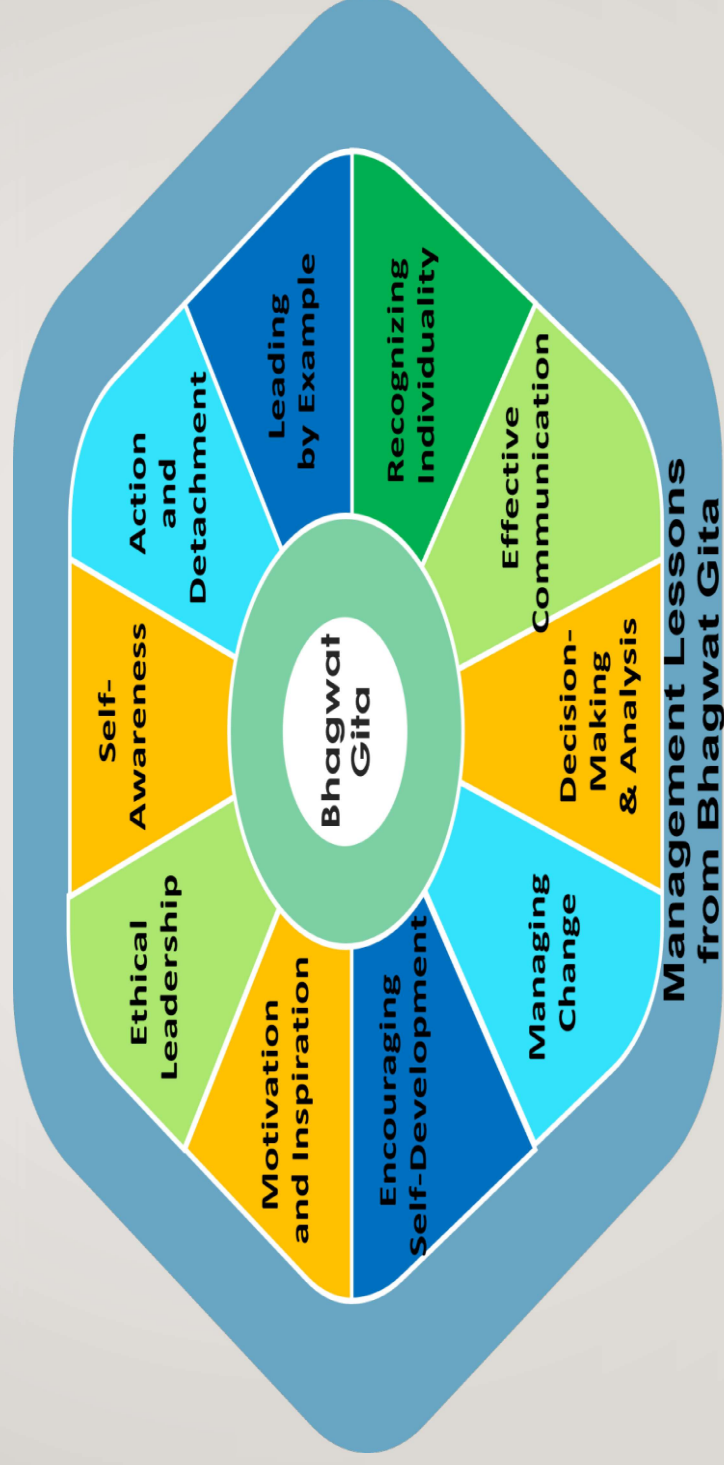 Self-
Awareness
Action
and
Detachment
Leading
by Example
Recognizing
Individuality
Effective
Communication
Decision-
Making
& Analysis
Managing
Change
Encouraging
Self-Development
Motivation
and Inspiration
Ethical
Leadership
Bhagwat
Gita
Management Lessons
from Bhagwat Gita